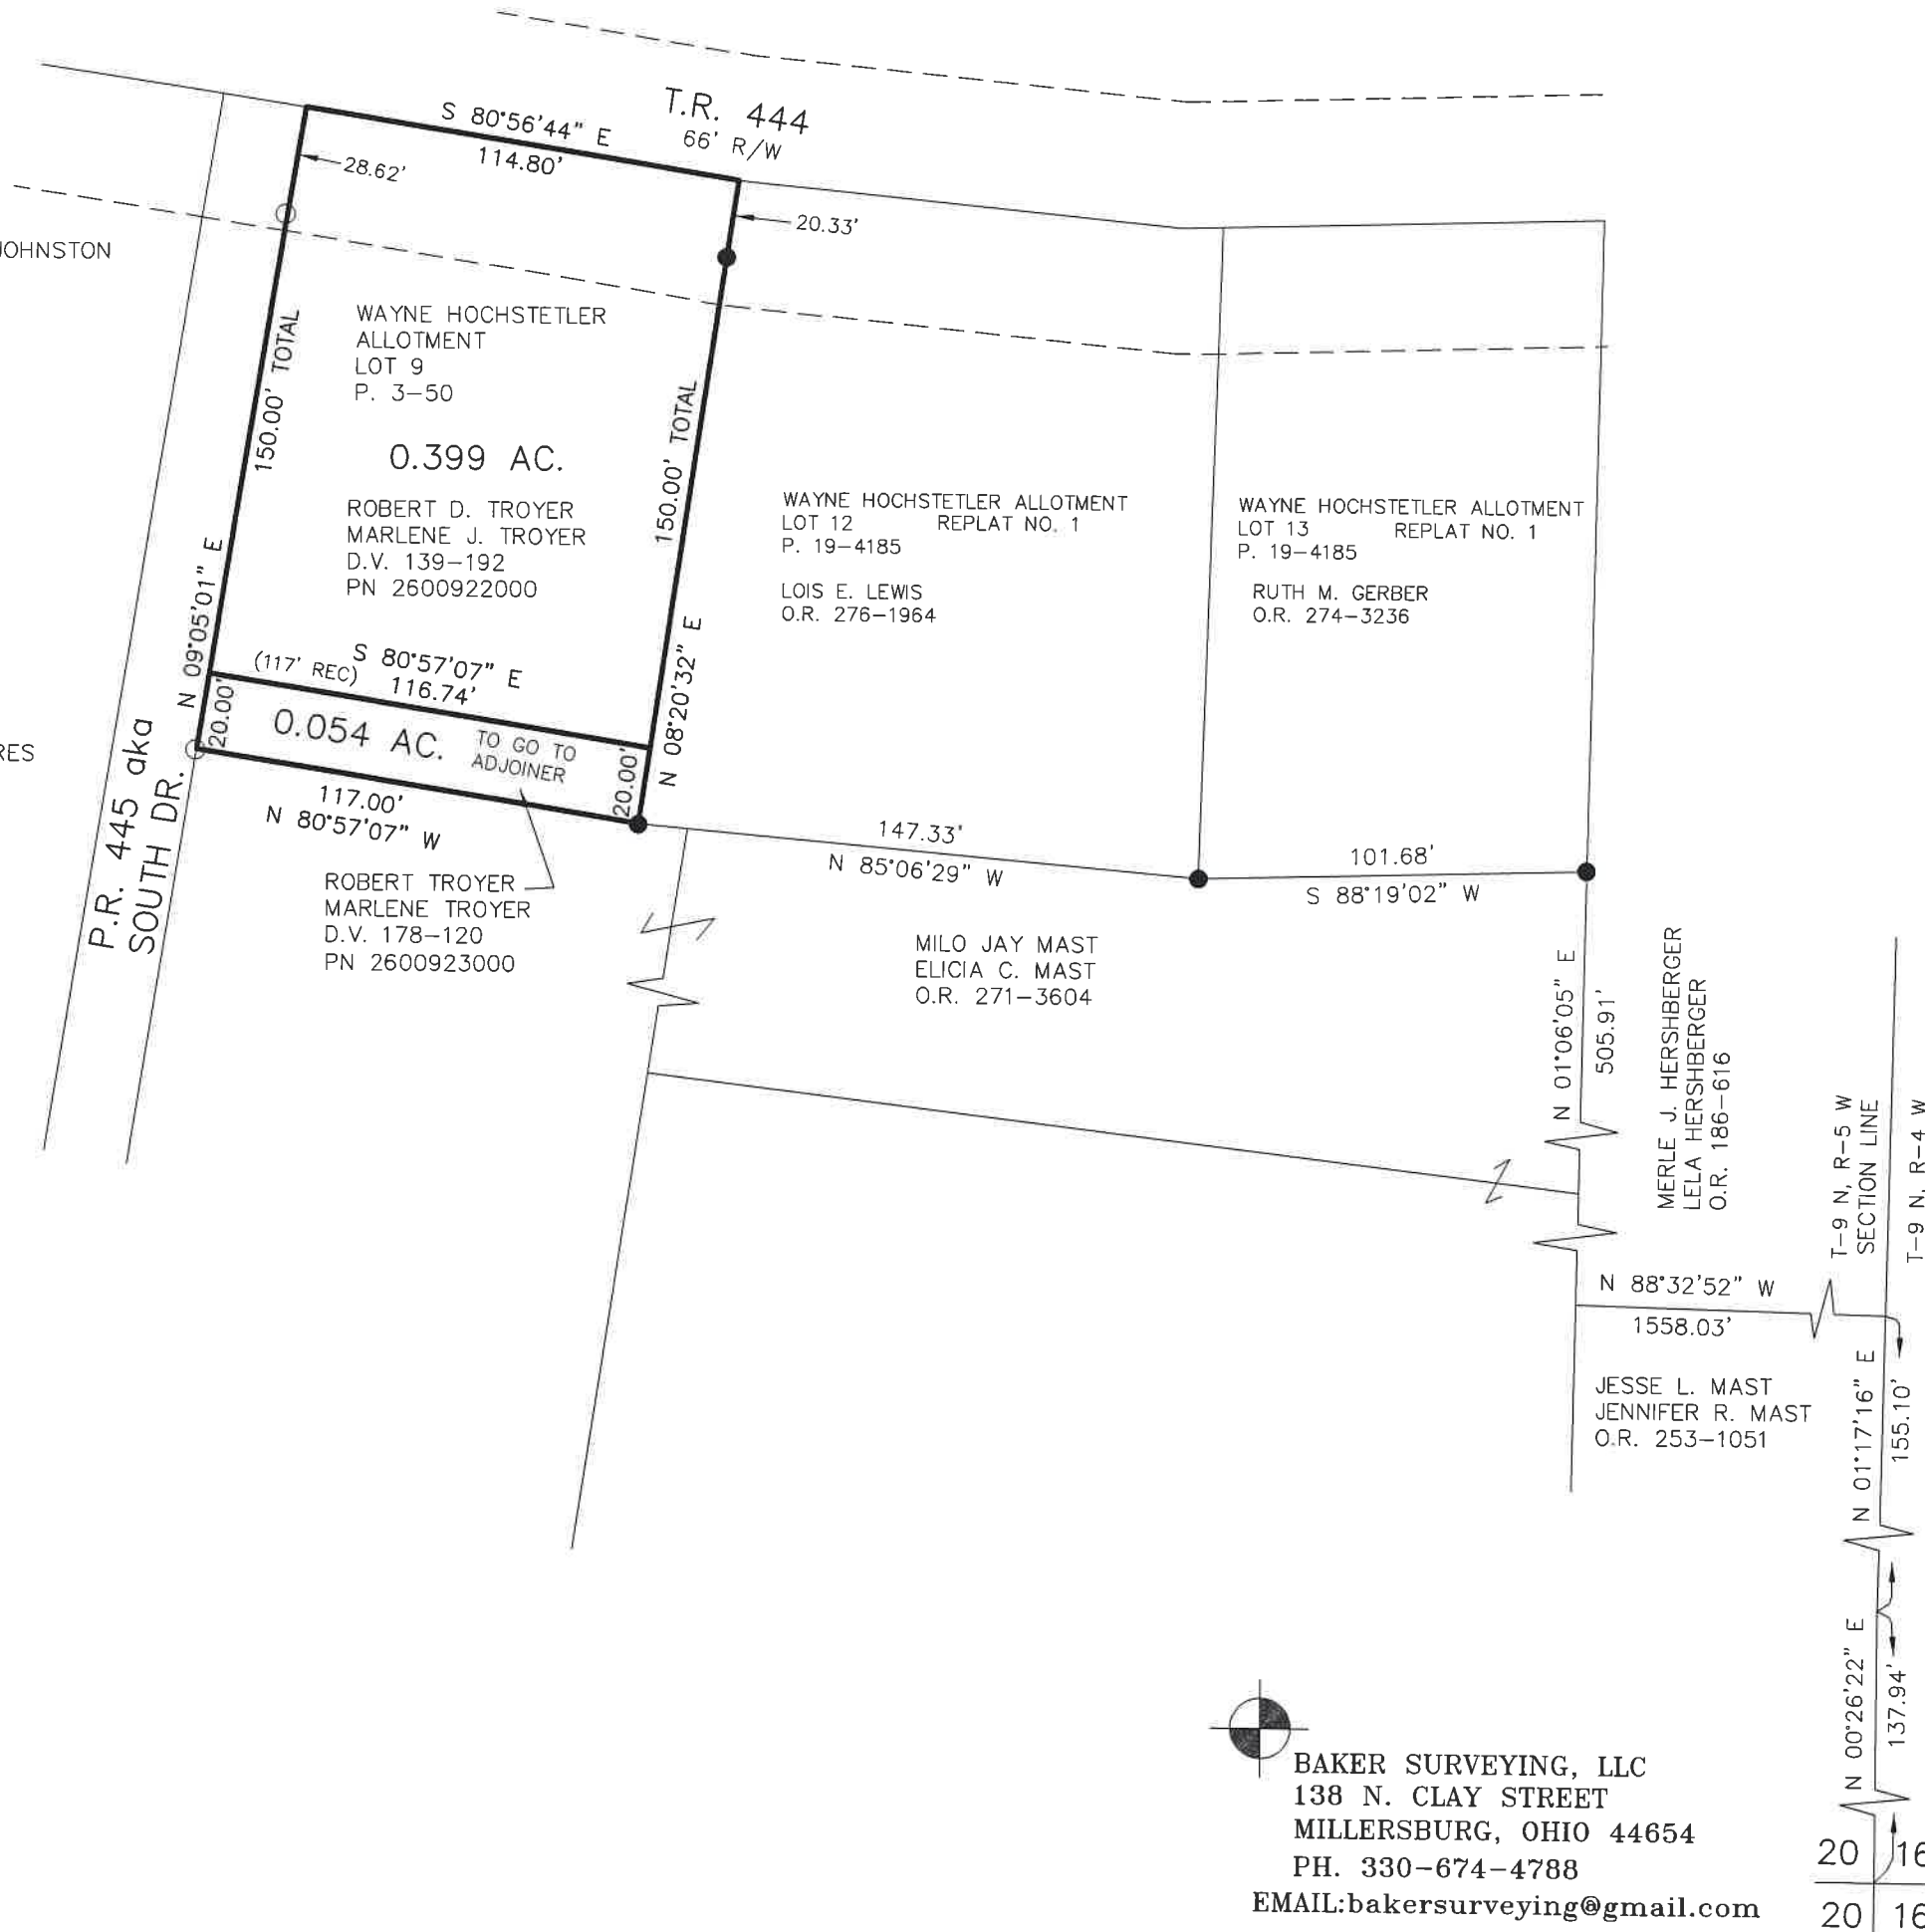 T.R. 444
66' R/W
S 80°56'44" E
114.80'
28.62'
20.33'
JOHNSTON
WAYNE HOCHSTETLER
ALLOTMENT
LOT 9
P. 3-50
0.399 AC.
ROBERT D. TROYER
MARLENE J. TROYER
D.V. 139-192
PN 2600922000
150.00' TOTAL
N 09°05'01" E
150.00' TOTAL
N 08°20'32" E
WAYNE HOCHSTETLER ALLOTMENT
LOT 12 REPLAT NO. 1
P. 19-4185
LOIS E. LEWIS
O.R. 276-1964
WAYNE HOCHSTETLER ALLOTMENT
LOT 13 REPLAT NO. 1
P. 19-4185
RUTH M. GERBER
O.R. 274-3236
S 80°57'07" E
(117' REC) 116.74'
20.00'
0.054 AC.
TO GO TO
ADJOINER
20.00'
RES
P.R. 445 aka
SOUTH DR.
117.00'
N 80°57'07" W
ROBERT TROYER
MARLENE TROYER
D.V. 178-120
PN 2600923000
147.33'
N 85°06'29" W
101.68'
S 88°19'02" W
MILO JAY MAST
ELICIA C. MAST
O.R. 271-3604
N 01°06'05" E
505.91'
MERLE J. HERSHBERGER
LELA HERSHBERGER
O.R. 186-616
T-9 N, R-5 W
SECTION LINE
T-9 N, R-4 W
N 88°32'52" W
1558.03'
JESSE L. MAST
JENNIFER R. MAST
O.R. 253-1051
N 01°17'16" E
155.10'
N 00°26'22" E
137.94'
BAKER SURVEYING, LLC
138 N. CLAY STREET
MILLERSBURG, OHIO 44654
PH. 330-674-4788
EMAIL:bakersurveying@gmail.com
20 16
20 16